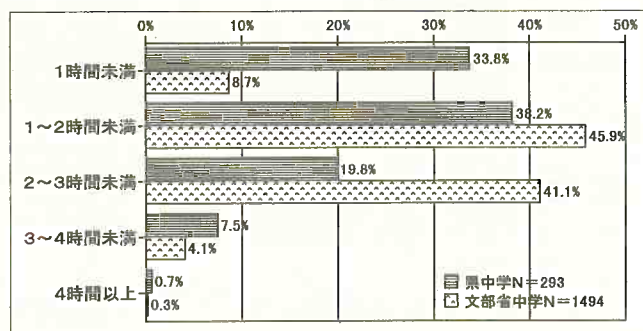 0% 10% 20% 30% 40% 50%
1時間未満
33.8%
8.7%
1～2時間未満
38.2%
45.9%
2～3時間未満
19.8%
41.1%
3～4時間未満
7.5%
4.1%
4時間以上
0.7%
0.3%
県中学N＝293
文部省中学N＝1494